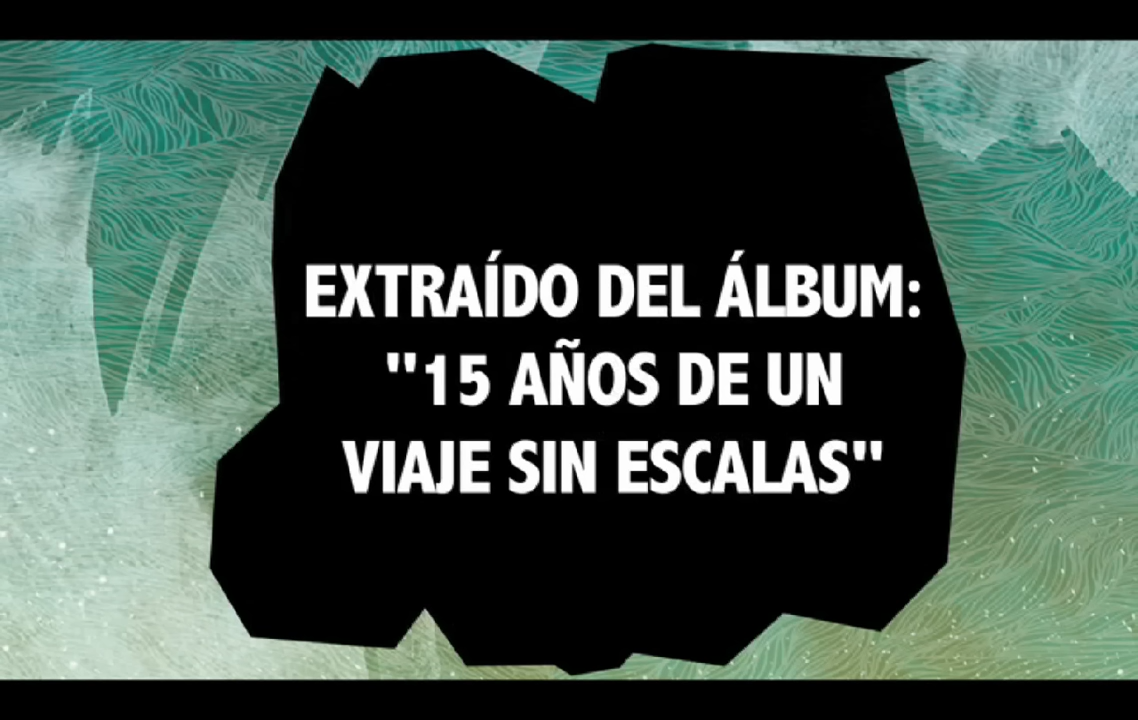 EXTRAÍDO DEL ÁLBUM:
"15 AÑOS DE UN
VIAJE SIN ESCALAS"